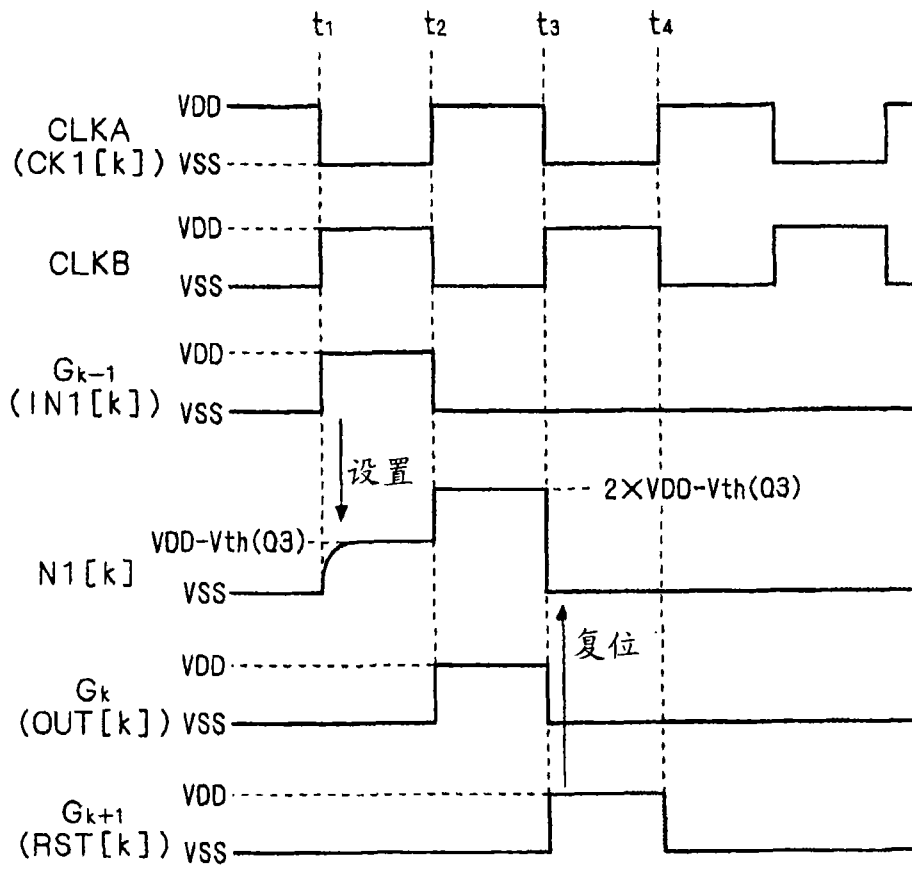 t1 t2 t3 t4
VDD
CLKA
(CK1[k])
VSS
VDD
CLKB
VSS
VDD
Gk-1
(IN1[k])
VSS
设置
2×VDD-Vth(Q3)
VDD-Vth(Q3)
N1[k]
VSS
复位
VDD
Gk
(OUT[k])
VSS
VDD
Gk+1
(RST[k])
VSS